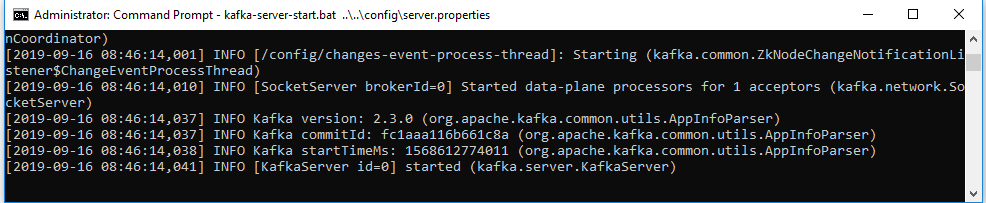 Administrator: Command Prompt - kafka-server-start.bat ..\..\config\server.properties
nCoordinator)
[2019-09-16 08:46:14,001] INFO [/config/changes-event-process-thread]: Starting (kafka.common.ZkNodeChangeNotificationLi
stener$ChangeEventProcessThread)
[2019-09-16 08:46:14,010] INFO [SocketServer brokerId=0] Started data-plane processors for 1 acceptors (kafka.network.So
cketServer)
[2019-09-16 08:46:14,037] INFO Kafka version: 2.3.0 (org.apache.kafka.common.utils.AppInfoParser)
[2019-09-16 08:46:14,037] INFO Kafka commitId: fc1aaa116b661c8a (org.apache.kafka.common.utils.AppInfoParser)
[2019-09-16 08:46:14,038] INFO Kafka startTimeMs: 1568612774011 (org.apache.kafka.common.utils.AppInfoParser)
[2019-09-16 08:46:14,041] INFO [KafkaServer id=0] started (kafka.server.KafkaServer)